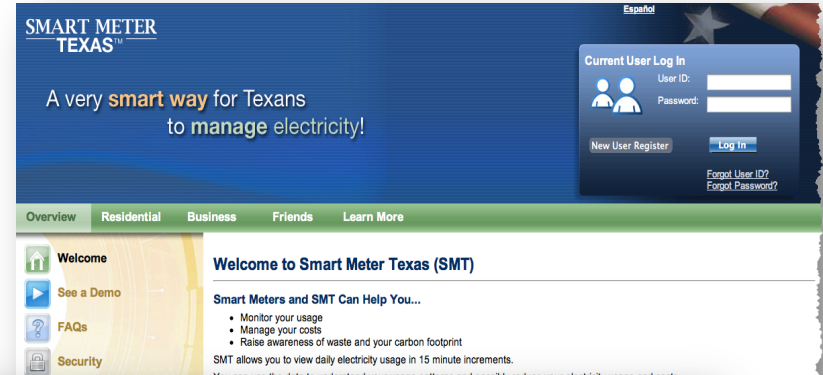 Español
SMART METER
TEXAS™
Current User Log In
User ID:
Password:
A very smart way for Texans
to manage electricity!
New User Register
Log In
Forgot User ID?
Forgot Password?
Overview Residential Business Friends Learn More
Welcome
See a Demo
FAQs
Security
Welcome to Smart Meter Texas (SMT)
Smart Meters and SMT Can Help You...
• Monitor your usage
• Manage your costs
• Raise awareness of waste and your carbon footprint
SMT allows you to view daily electricity usage in 15 minute increments.